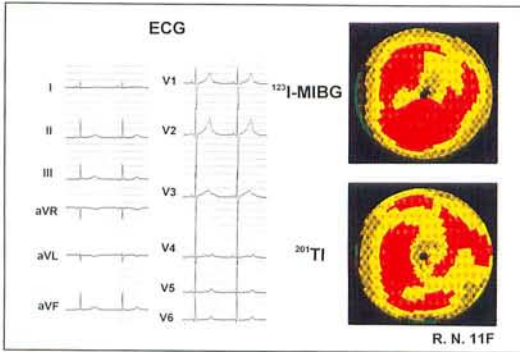 ECG
I
II
III
aVR
aVL
aVF
V1
V2
V3
V4
V5
V6
¹²³I-MIBG
²⁰¹Tl
R. N. 11F